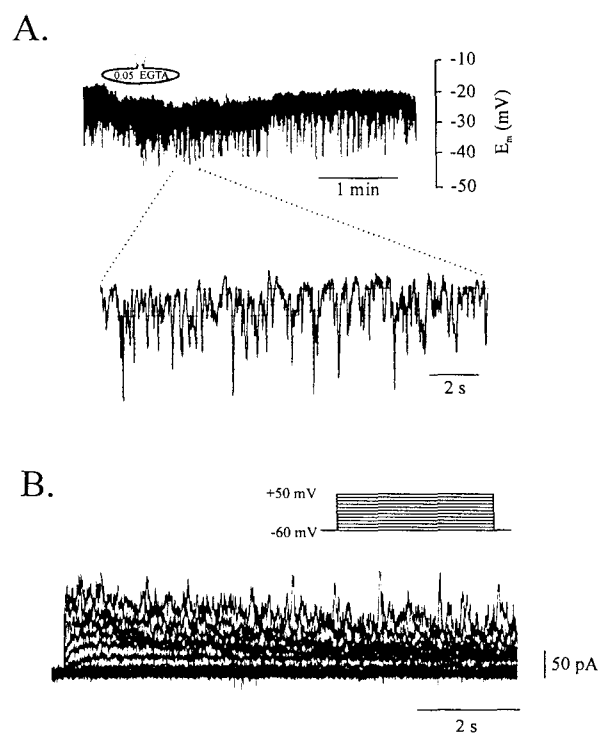 A.
0.05 EGTA
-10
-20
-30
-40
-50
E_m (mV)
1 min
2 s
B.
+50 mV
-60 mV
50 pA
2 s